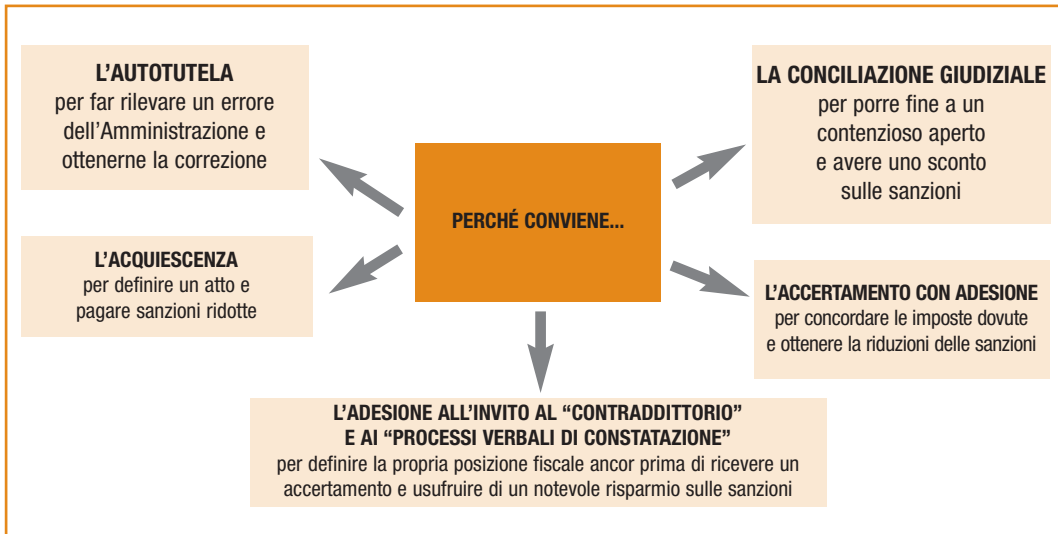 L'AUTOTUTELA
per far rilevare un errore
dell'Amministrazione e
ottenerne la correzione
LA CONCILIAZIONE GIUDIZIALE
per porre fine a un
contenzioso aperto
e avere uno sconto
sulle sanzioni
PERCHÉ CONVIENE...
L'ACQUIESCENZA
per definire un atto e
pagare sanzioni ridotte
L'ACCERTAMENTO CON ADESIONE
per concordare le imposte dovute
e ottenere la riduzioni delle sanzioni
L'ADESIONE ALL'INVITO AL “CONTRADDITTORIO”
E AI “PROCESSI VERBALI DI CONSTATAZIONE”
per definire la propria posizione fiscale ancor prima di ricevere un
accertamento e usufruire di un notevole risparmio sulle sanzioni